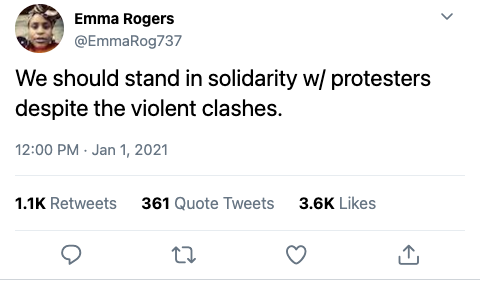 Emma Rogers
@EmmaRog737
We should stand in solidarity w/ protesters
despite the violent clashes.
12:00 PM · Jan 1, 2021
1.1K Retweets 361 Quote Tweets 3.6K Likes